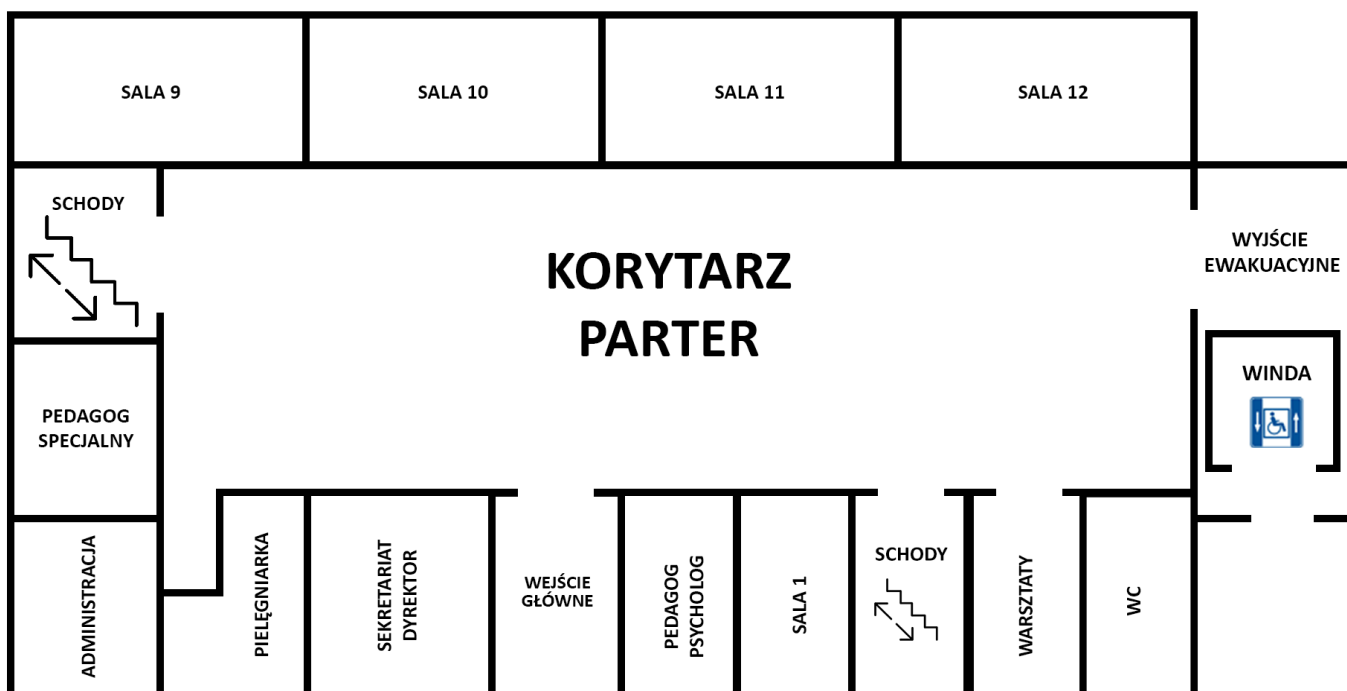 SALA 9
SALA 10
SALA 11
SALA 12
SCHODY
KORYTARZ
PARTER
WYJŚCIE
EWAKUACYJNE
WINDA
PEDAGOG
SPECJALNY
ADMINISTRACJA
PIELĘGNIARKA
SEKRETARIAT
DYREKTOR
WEJŚCIE
GŁÓWNE
PEDAGOG
PSYCHOLOG
SALA 1
SCHODY
WARSZTATY
WC